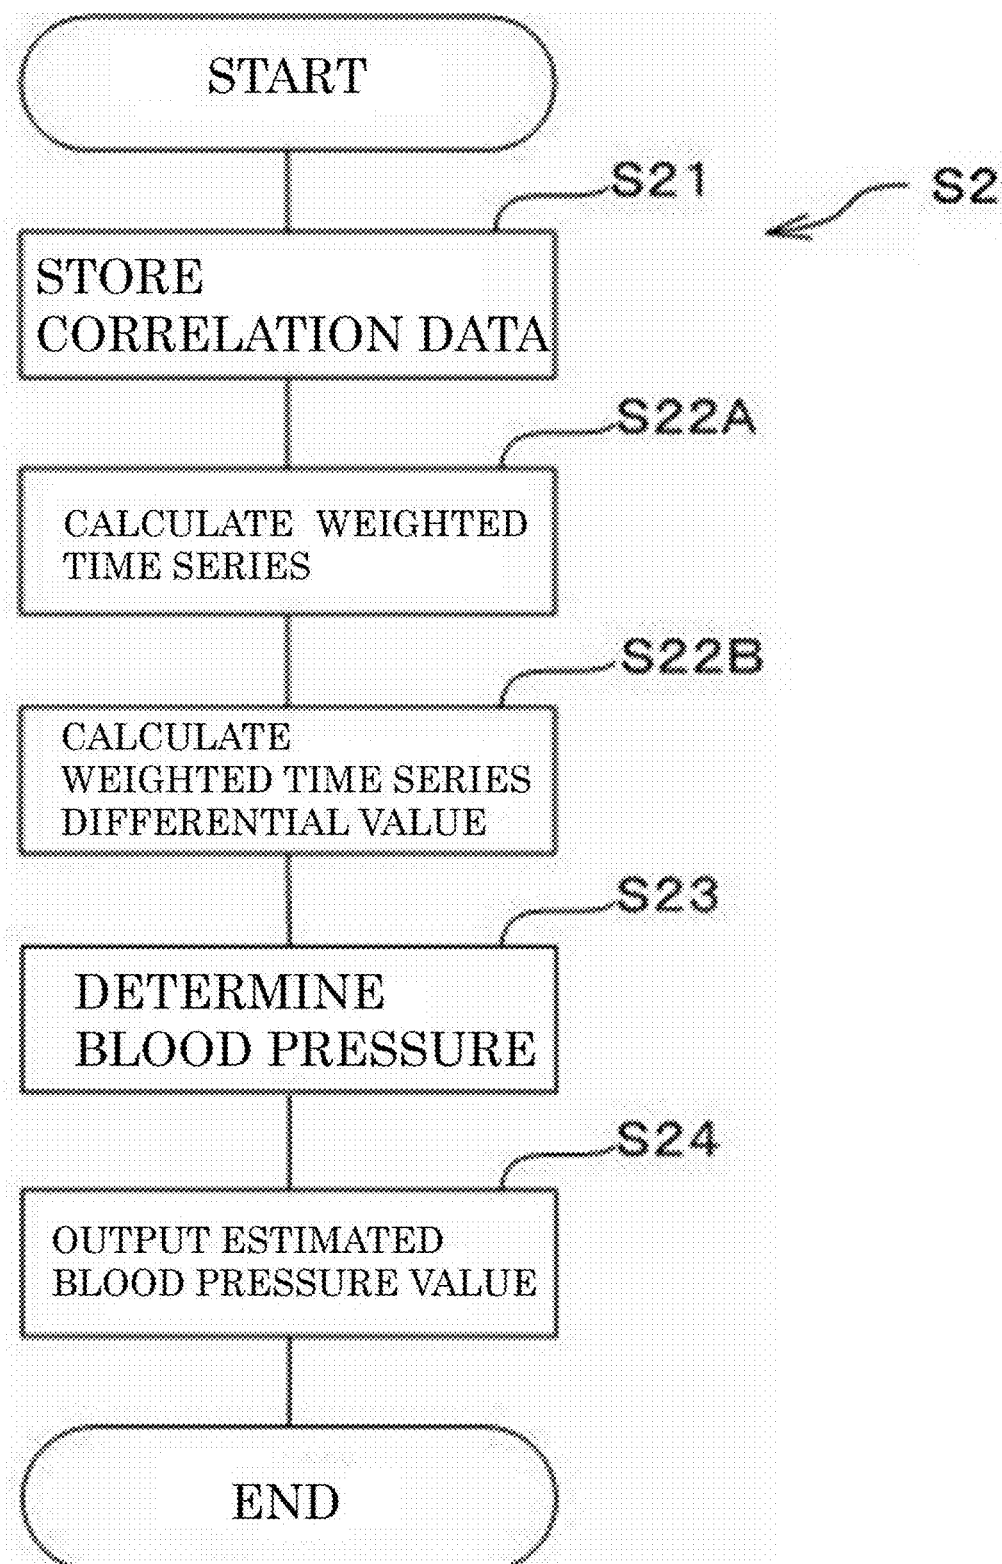 START
S21
S2
STORE
CORRELATION DATA
S22A
CALCULATE WEIGHTED
TIME SERIES
S22B
CALCULATE
WEIGHTED TIME SERIES
DIFFERENTIAL VALUE
S23
DETERMINE
BLOOD PRESSURE
S24
OUTPUT ESTIMATED
BLOOD PRESSURE VALUE
END